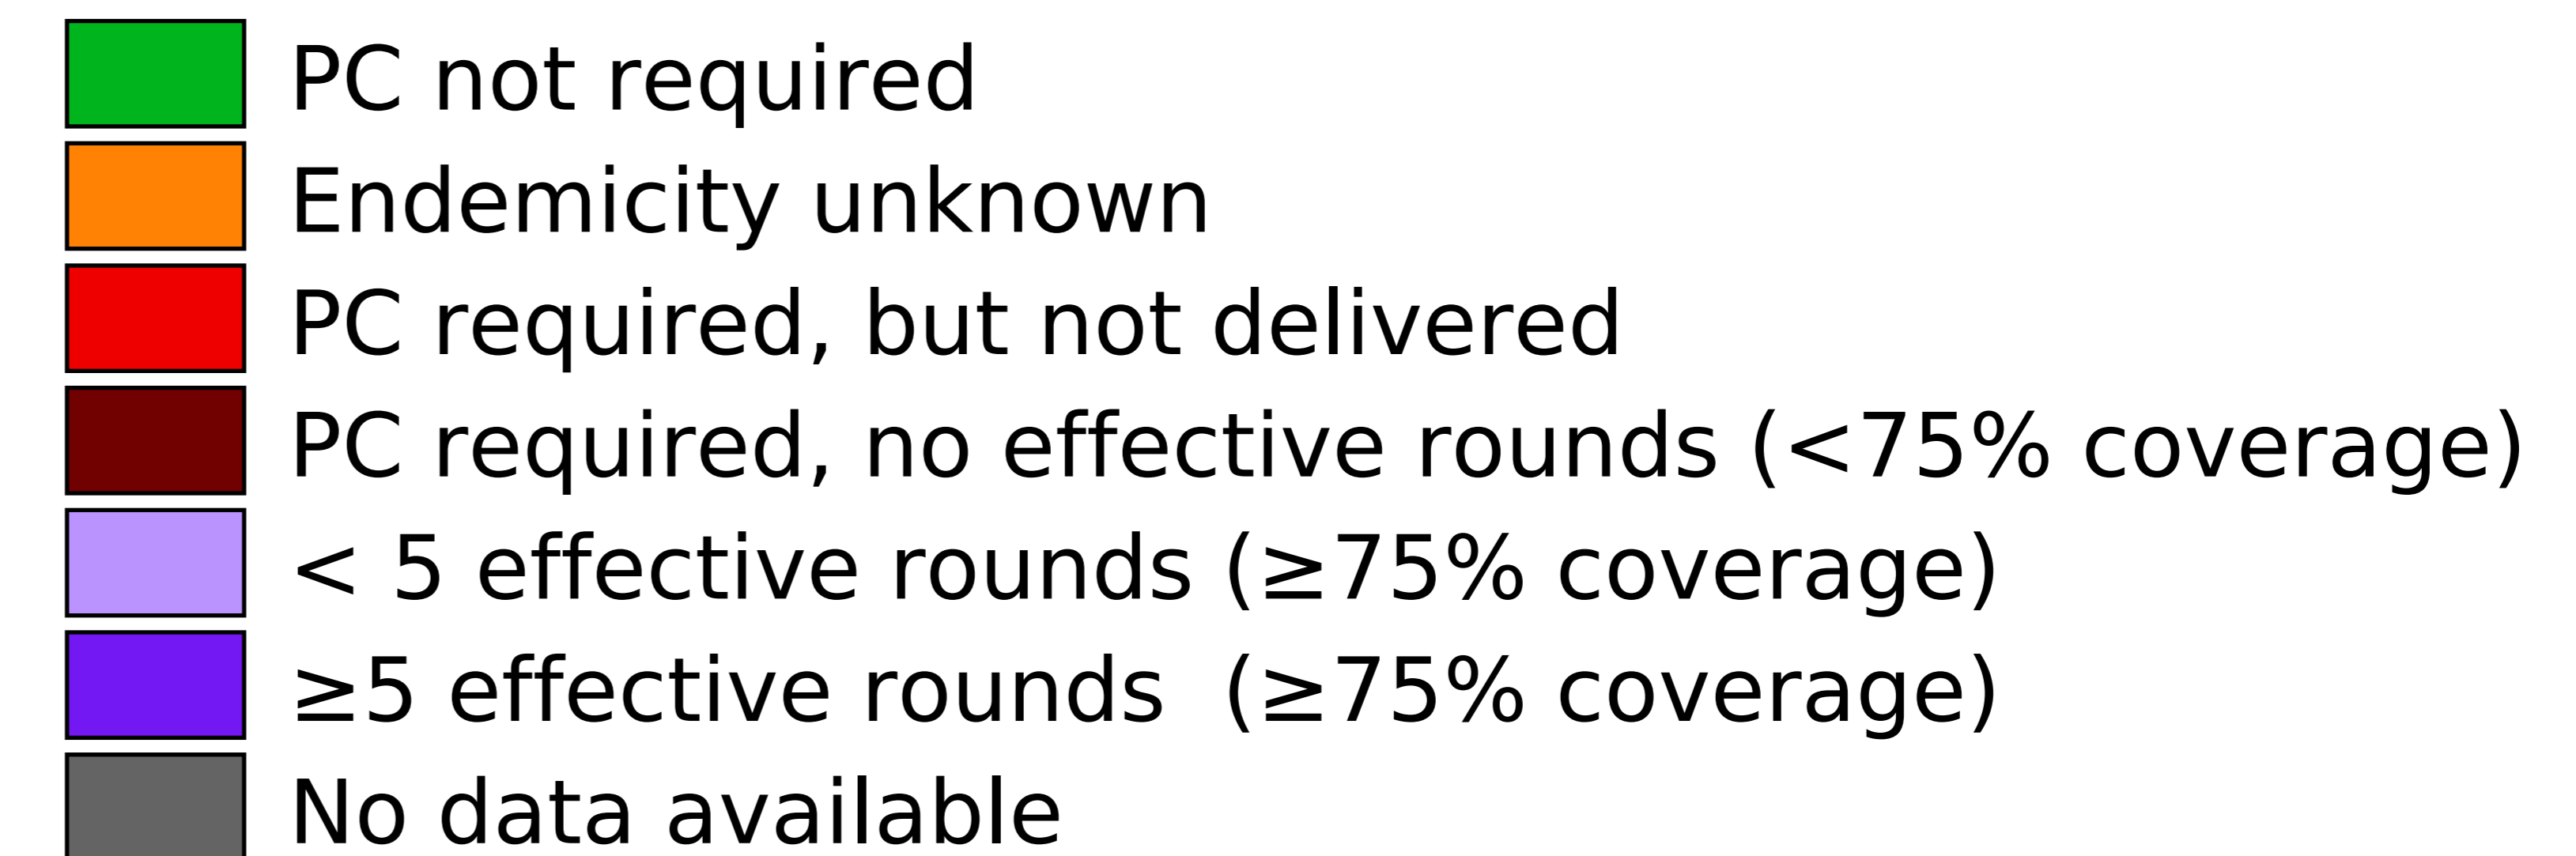 PC not required
Endemicity unknown
PC required, but not delivered
PC required, no effective rounds (<75% coverage)
< 5 effective rounds (≥75% coverage)
≥5 effective rounds  (≥75% coverage)
No data available